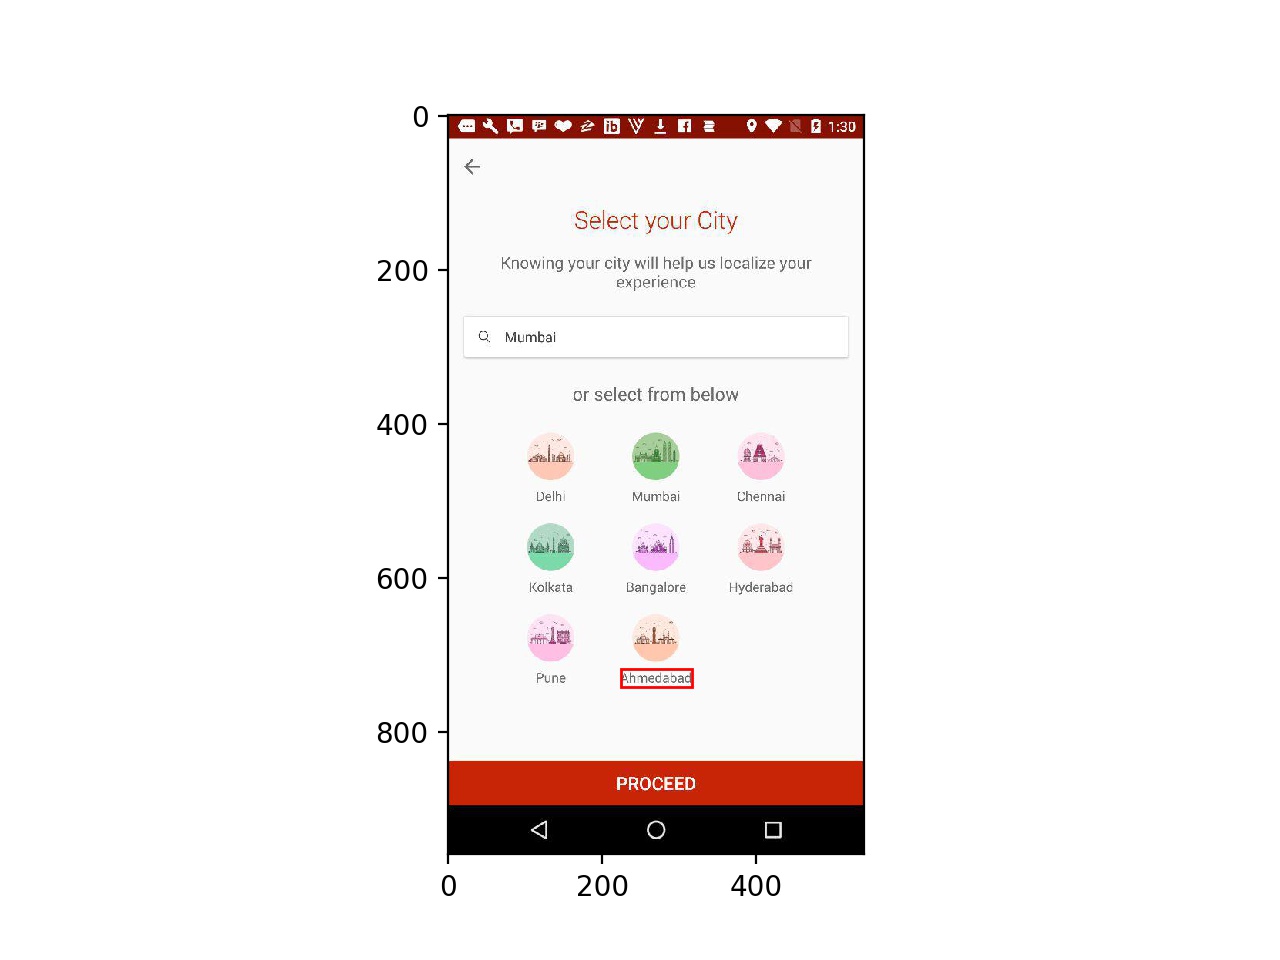 0
1:30
Select your City
200
Knowing your city will help us localize your
experience
Mumbai
or select from below
400
Delhi Mumbai Chennai
600
Kolkata Bangalore Hyderabad
Pune Ahmedabad
800
PROCEED
0 200 400